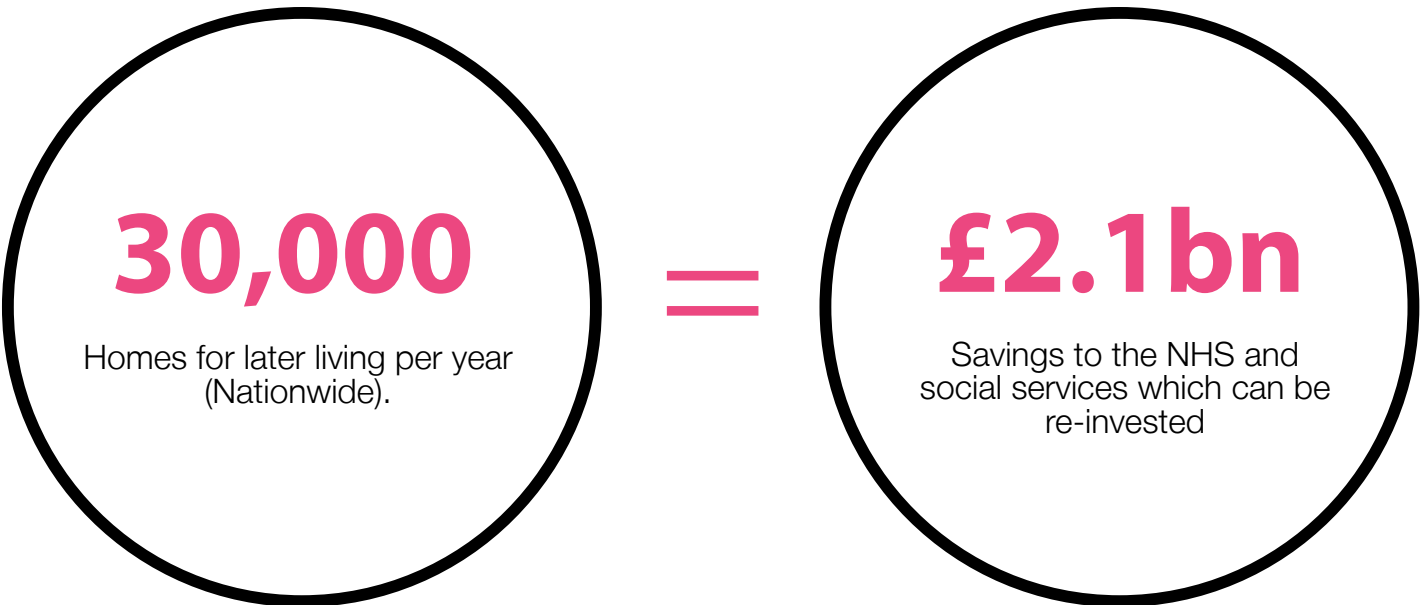 30,000
Homes for later living per year
(Nationwide).
=
£2.1bn
Savings to the NHS and
social services which can be
re-invested